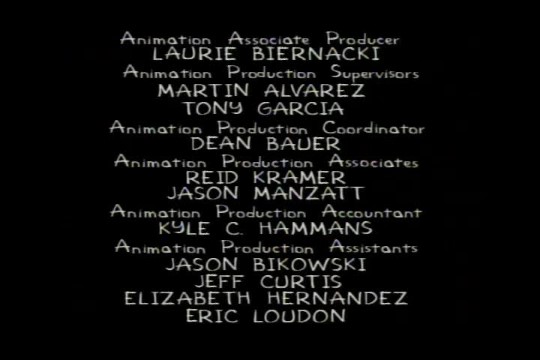 Animation Associate Producer
LAURIE BIERNACKI
Animation Production Supervisors
MARTIN ALVAREZ
TONY GARCIA
Animation Production Coordinator
DEAN BAUER
Animation Production Associates
REID KRAMER
JASON MANZATT
Animation Production Accountant
KYLE C. HAMMANS
Animation Production Assistants
JASON BIKOWSKI
JEFF CURTIS
ELIZABETH HERNANDEZ
ERIC LOUDON